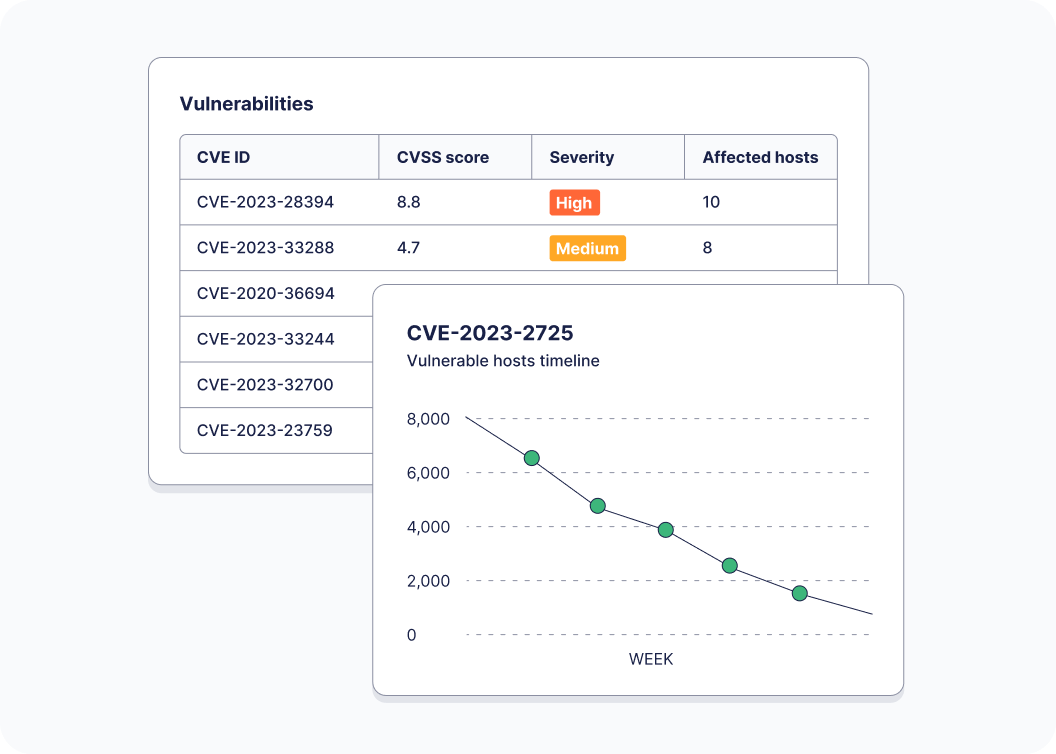 Vulnerabilities
CVE ID CVSS score Severity Affected hosts
CVE-2023-28394 8.8 High 10
CVE-2023-33288 4.7 Medium 8
CVE-2020-36694
CVE-2023-33244
CVE-2023-32700
CVE-2023-23759
CVE-2023-2725
Vulnerable hosts timeline
8,000
6,000
4,000
2,000
0
WEEK